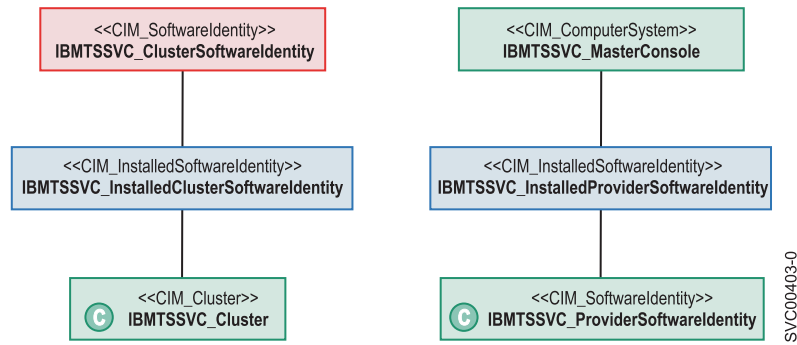 <<CIM_SoftwareIdentity>>
IBMTSSVC_ClusterSoftwareIdentity
<<CIM_ComputerSystem>>
IBMTSSVC_MasterConsole
<<CIM_InstalledSoftwareIdentity>>
IBMTSSVC_InstalledClusterSoftwareIdentity
<<CIM_InstalledSoftwareIdentity>>
IBMTSSVC_InstalledProviderSoftwareIdentity
C
<<CIM_Cluster>>
IBMTSSVC_Cluster
C
<<CIM_SoftwareIdentity>>
IBMTSSVC_ProviderSoftwareIdentity
SVC00403-0